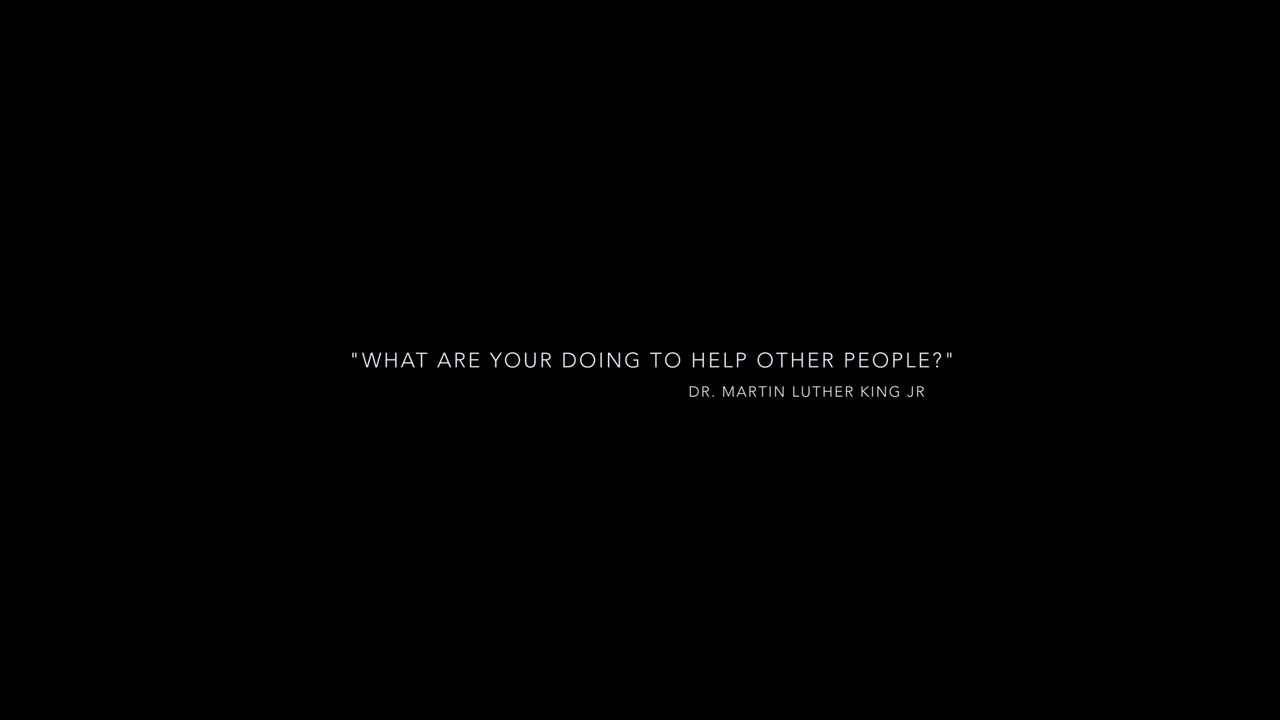 "WHAT ARE YOUR DOING TO HELP OTHER PEOPLE?"
DR. MARTIN LUTHER KING JR